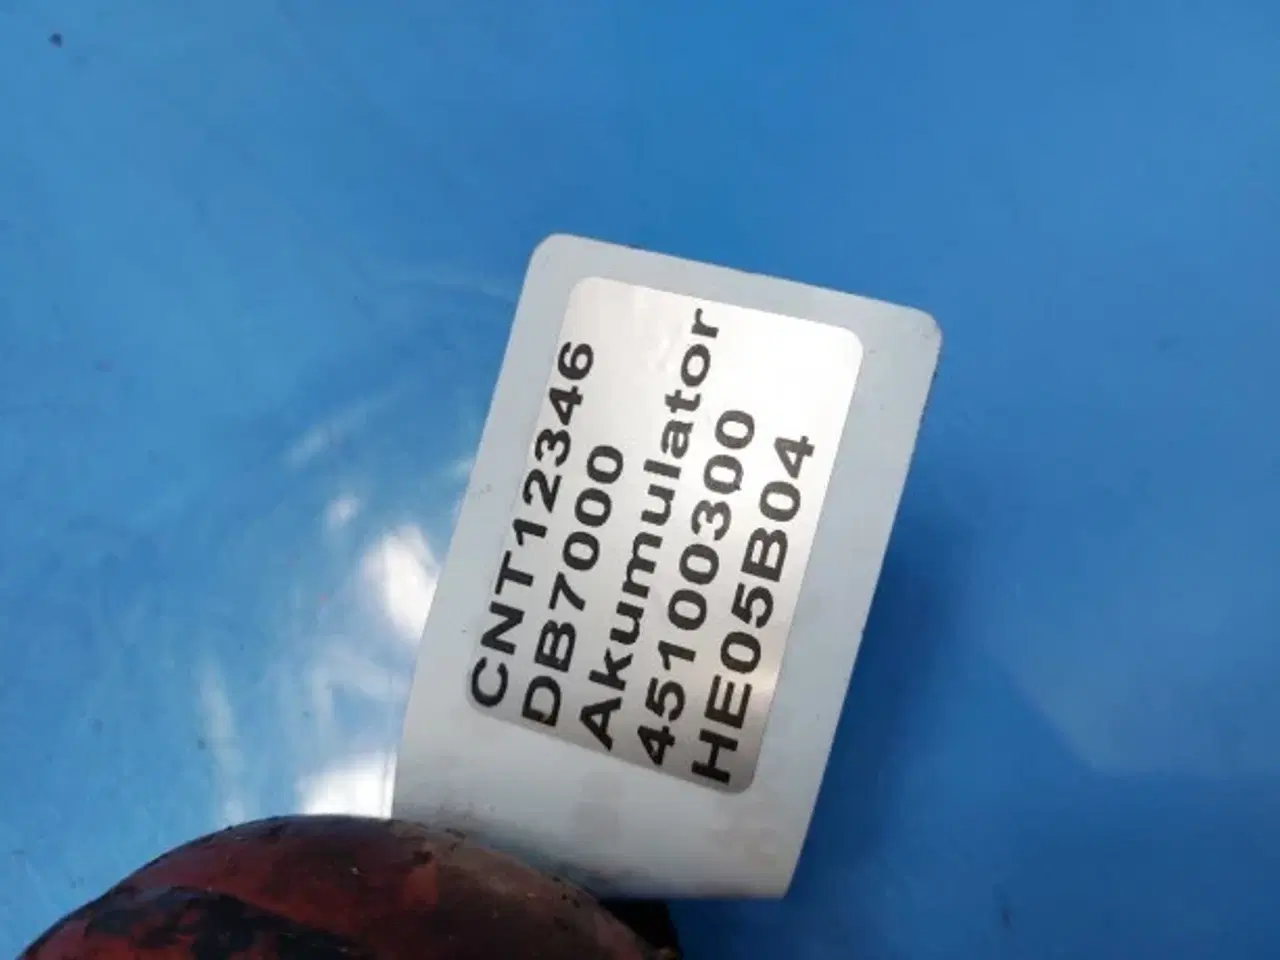 CNT12346
DB7000
Akumulator
45100300
HE05B04